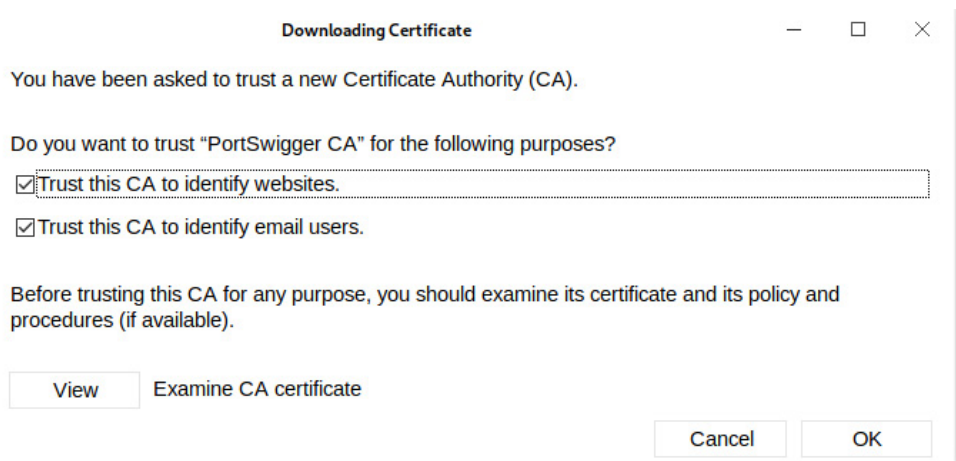 Downloading Certificate
You have been asked to trust a new Certificate Authority (CA).
Do you want to trust “PortSwigger CA” for the following purposes?
Trust this CA to identify websites.
Trust this CA to identify email users.
Before trusting this CA for any purpose, you should examine its certificate and its policy and
procedures (if available).
View Examine CA certificate
Cancel OK